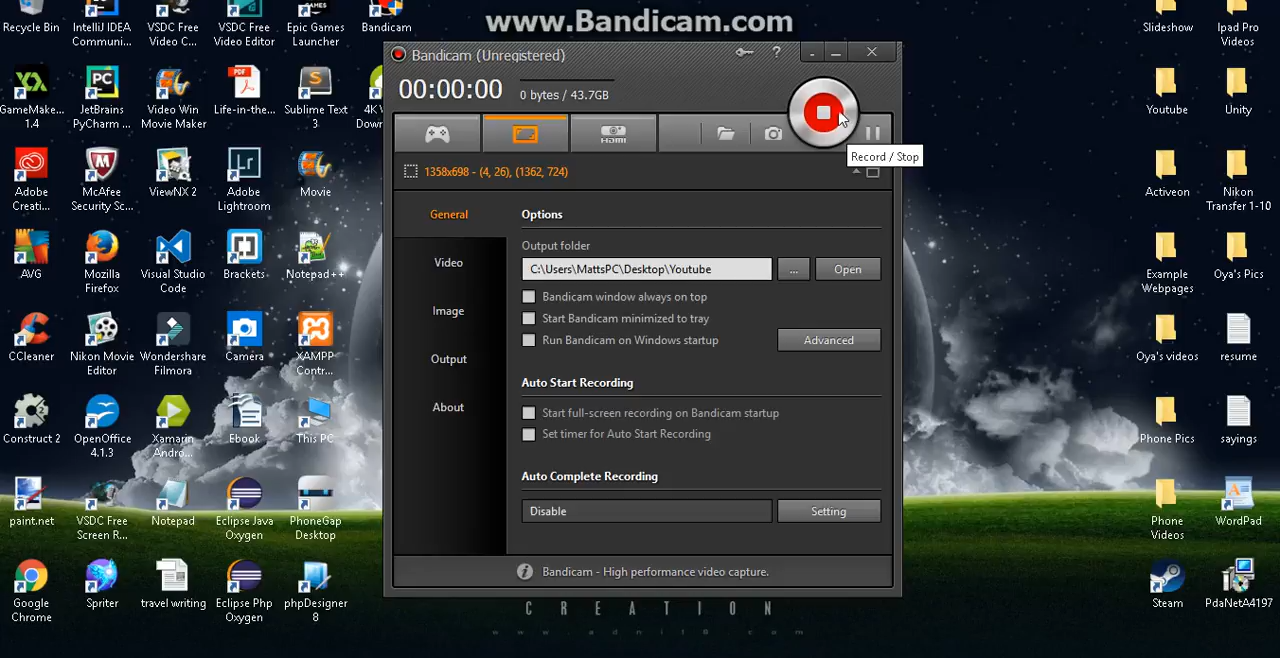 www.Bandicam.com
Recycle Bin
IntelliJ IDEA
Communi...
VSDC Free
Video C...
VSDC Free
Video Editor
Epic Games
Launcher
Bandicam
Slideshow
Ipad Pro
Videos
GameMake...
1.4
JetBrains
PyCharm ...
Video Win
Movie Maker
PDF
Life-in-the...
Sublime Text
3
4K V
Dow
Youtube
Unity
Adobe
Creati...
McAfee
Security Sc...
ViewNX 2
Adobe
Lightroom
Movie
Activeon
Nikon
Transfer 1-10
AVG
Mozilla
Firefox
Visual Studio
Code
Brackets
Notepad++
Example
Webpages
Oya's Pics
CCleaner
Nikon Movie
Editor
Wondershare
Filmora
Camera
XAMPP
Contr...
Oya's videos
resume
Construct 2
OpenOffice
4.1.3
Xamarin
Andro...
Ebook
This PC
Phone Pics
sayings
paint.net
VSDC Free
Screen R...
Notepad
Eclipse Java
Oxygen
PhoneGap
Desktop
Phone
Videos
WordPad
Google
Chrome
Spriter
travel writing
Eclipse Php
Oxygen
phpDesigner
8
Steam
PdaNetA4197
Bandicam (Unregistered)
00:00:00
0 bytes / 43.7GB
HDMI
Record / Stop
1358x698 - (4, 26), (1362, 724)
General
Video
Image
Output
About
Options
Output folder
C:\Users\MattsPC\Desktop\Youtube
...
Open
Bandicam window always on top
Start Bandicam minimized to tray
Run Bandicam on Windows startup
Advanced
Auto Start Recording
Start full-screen recording on Bandicam startup
Set timer for Auto Start Recording
Auto Complete Recording
Disable
Setting
Bandicam - High performance video capture.
CREATION